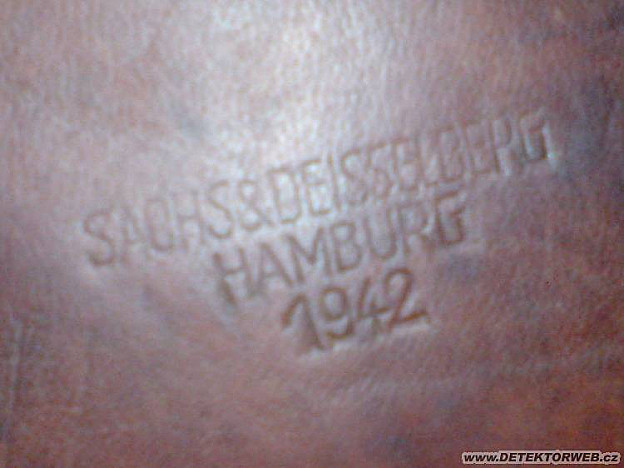 SACHS&DEISSELBERG
HAMBURG
1942
www.DETEKTORWEB.cz